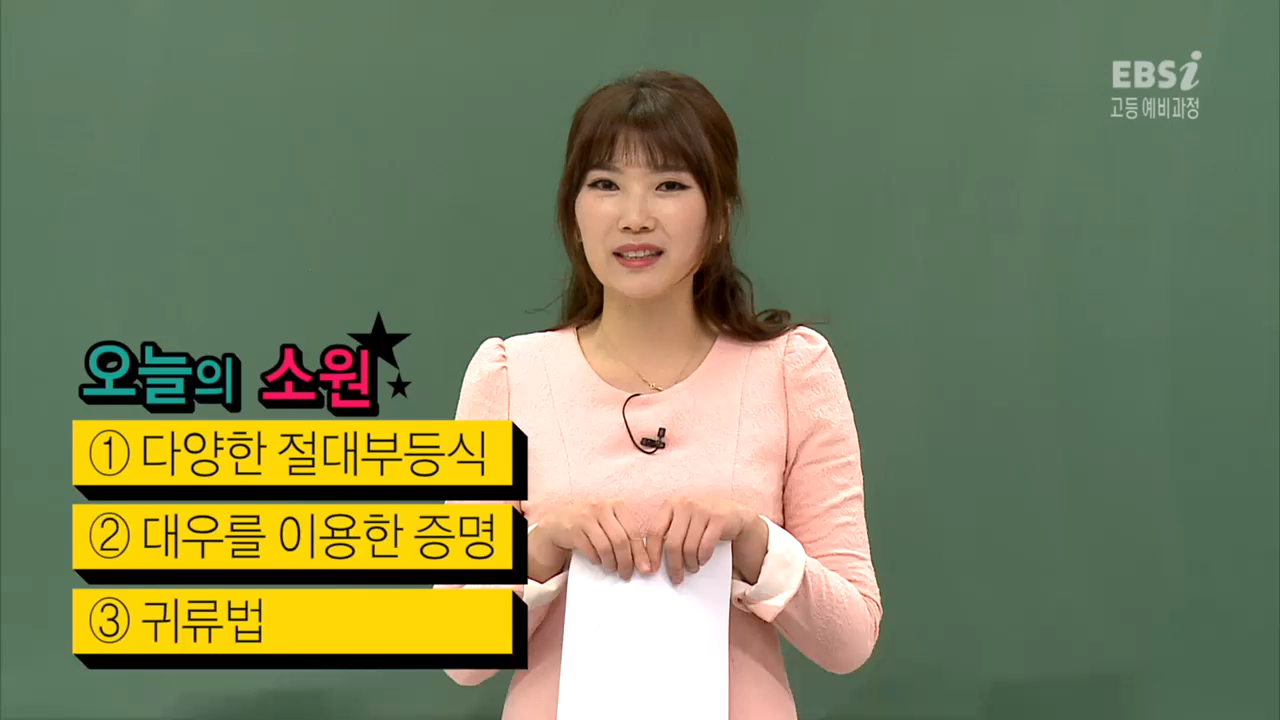 EBSi
고등 예비과정
오늘의 소원
① 다양한 절대부등식
② 대우를 이용한 증명
③ 귀류법